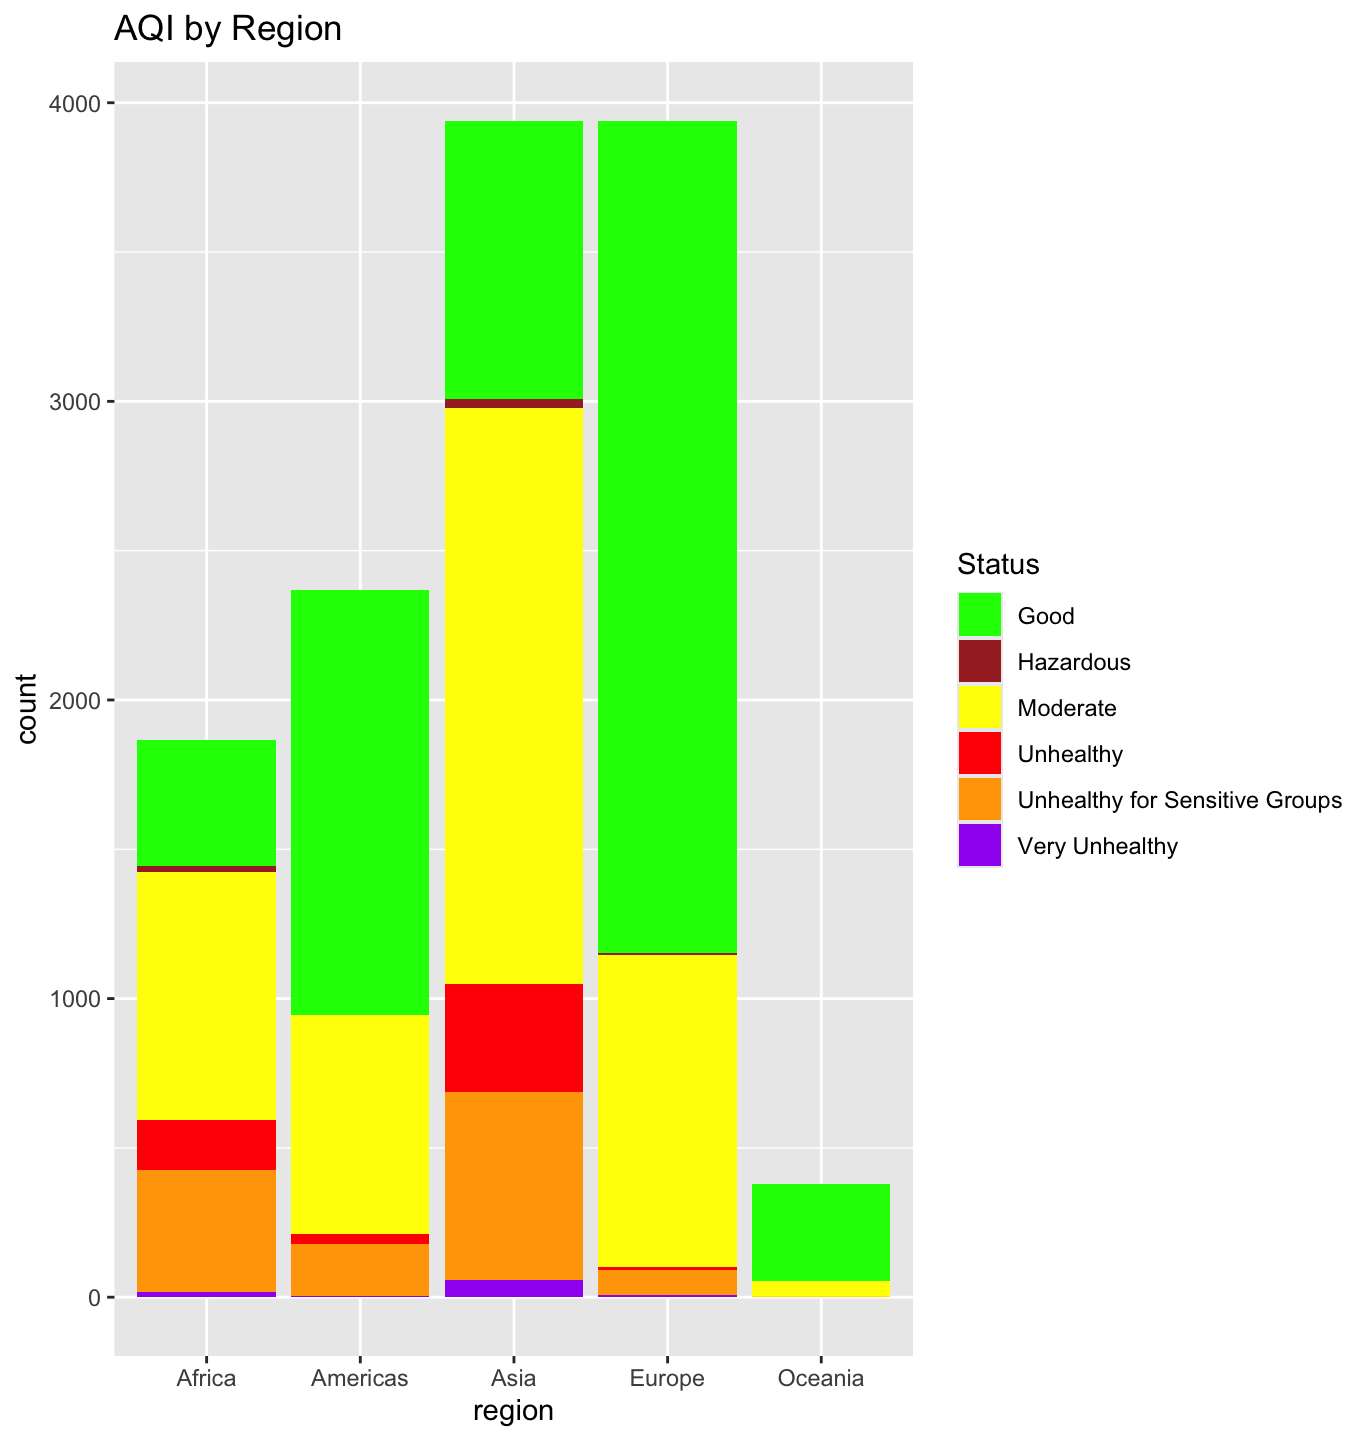 AQI by Region
4000
3000
2000
1000
0
count
Africa
Americas
Asia
Europe
Oceania
region
Status
Good
Hazardous
Moderate
Unhealthy
Unhealthy for Sensitive Groups
Very Unhealthy